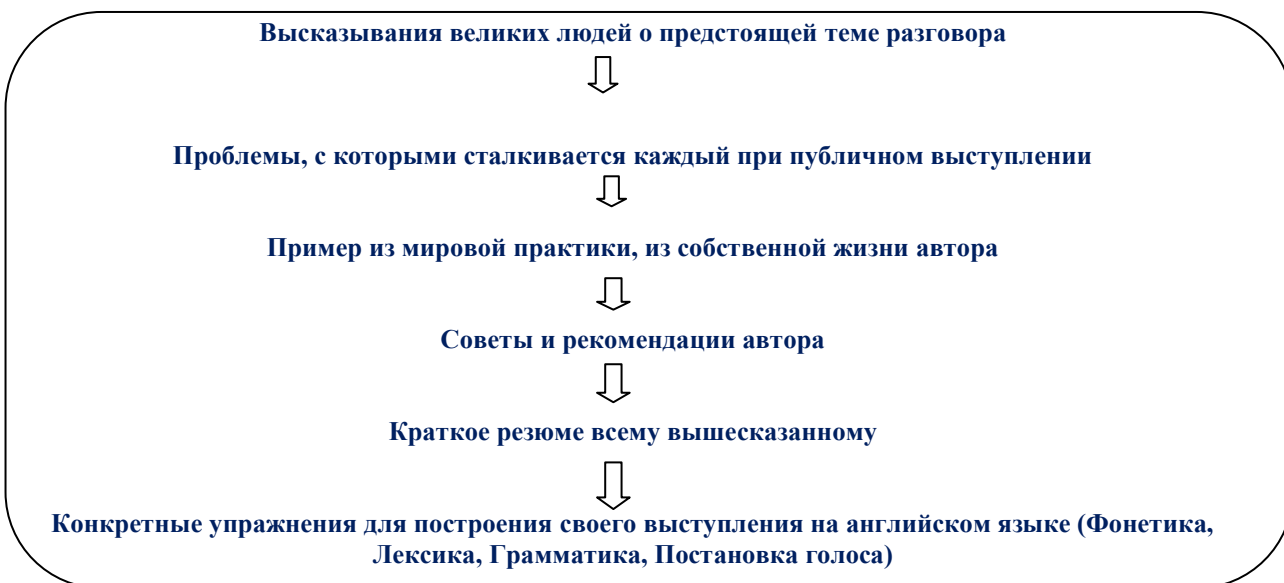 Высказывания великих людей о предстоящей теме разговора
Проблемы, с которыми сталкивается каждый при публичном выступлении
Пример из мировой практики, из собственной жизни автора
Советы и рекомендации автора
Краткое резюме всему вышесказанному
Конкретные упражнения для построения своего выступления на английском языке (Фонетика,
Лексика, Грамматика, Постановка голоса)